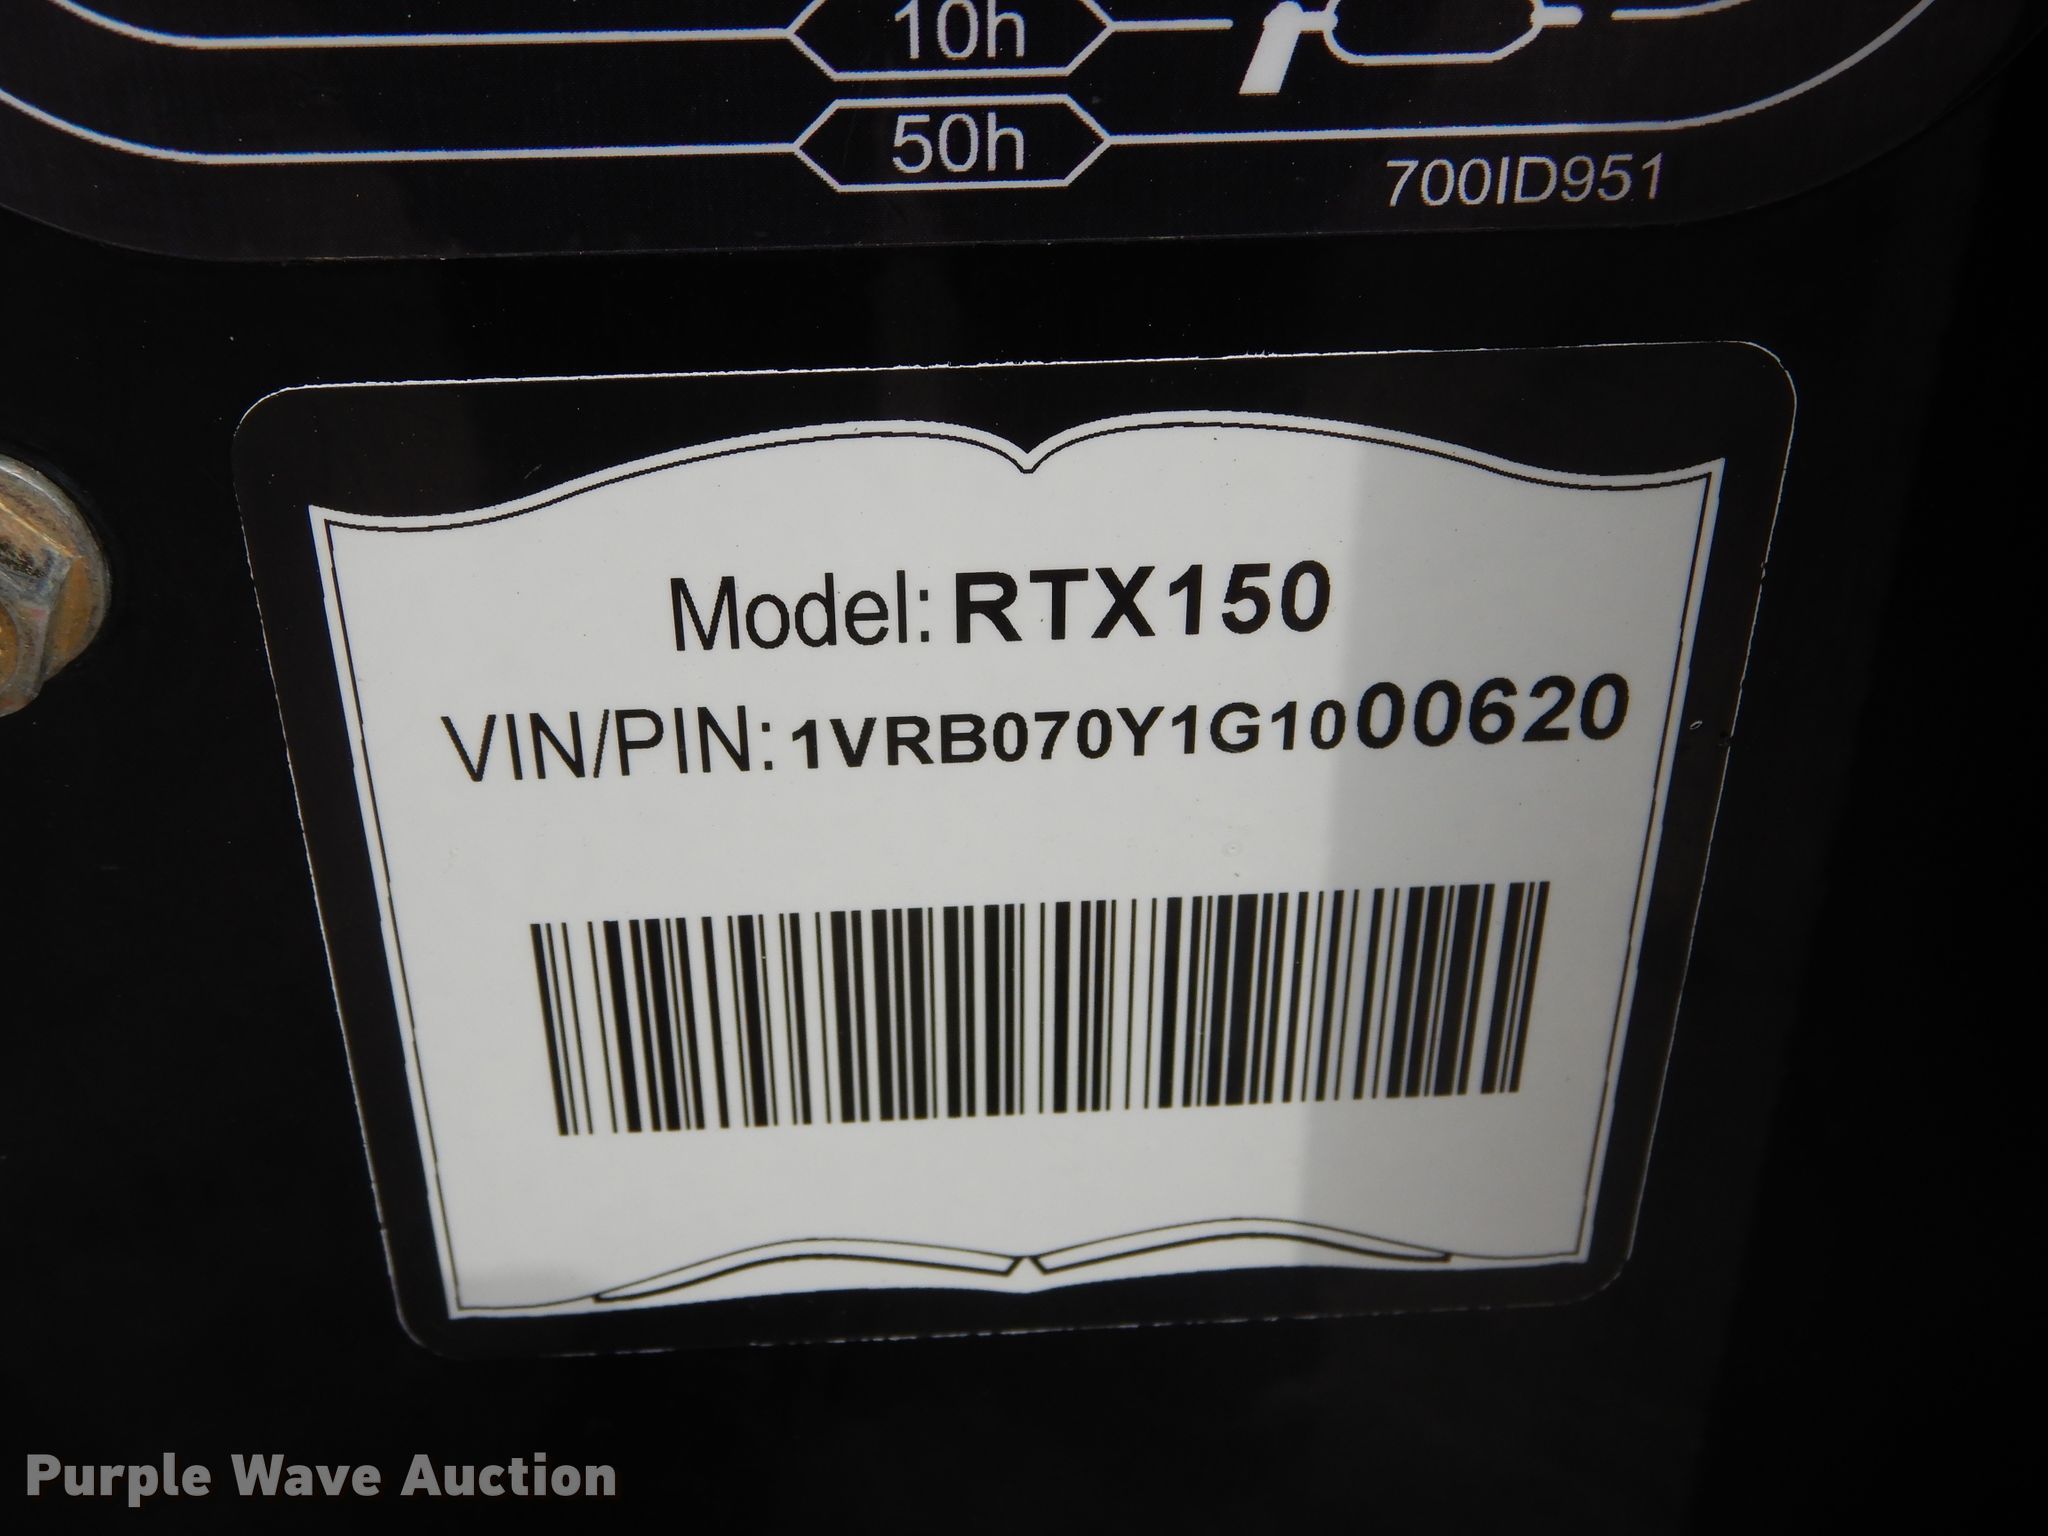 10h
50h
700ID951
Model: RTX150
VIN/PIN: 1VRB070Y1G1000620
Purple Wave Auction